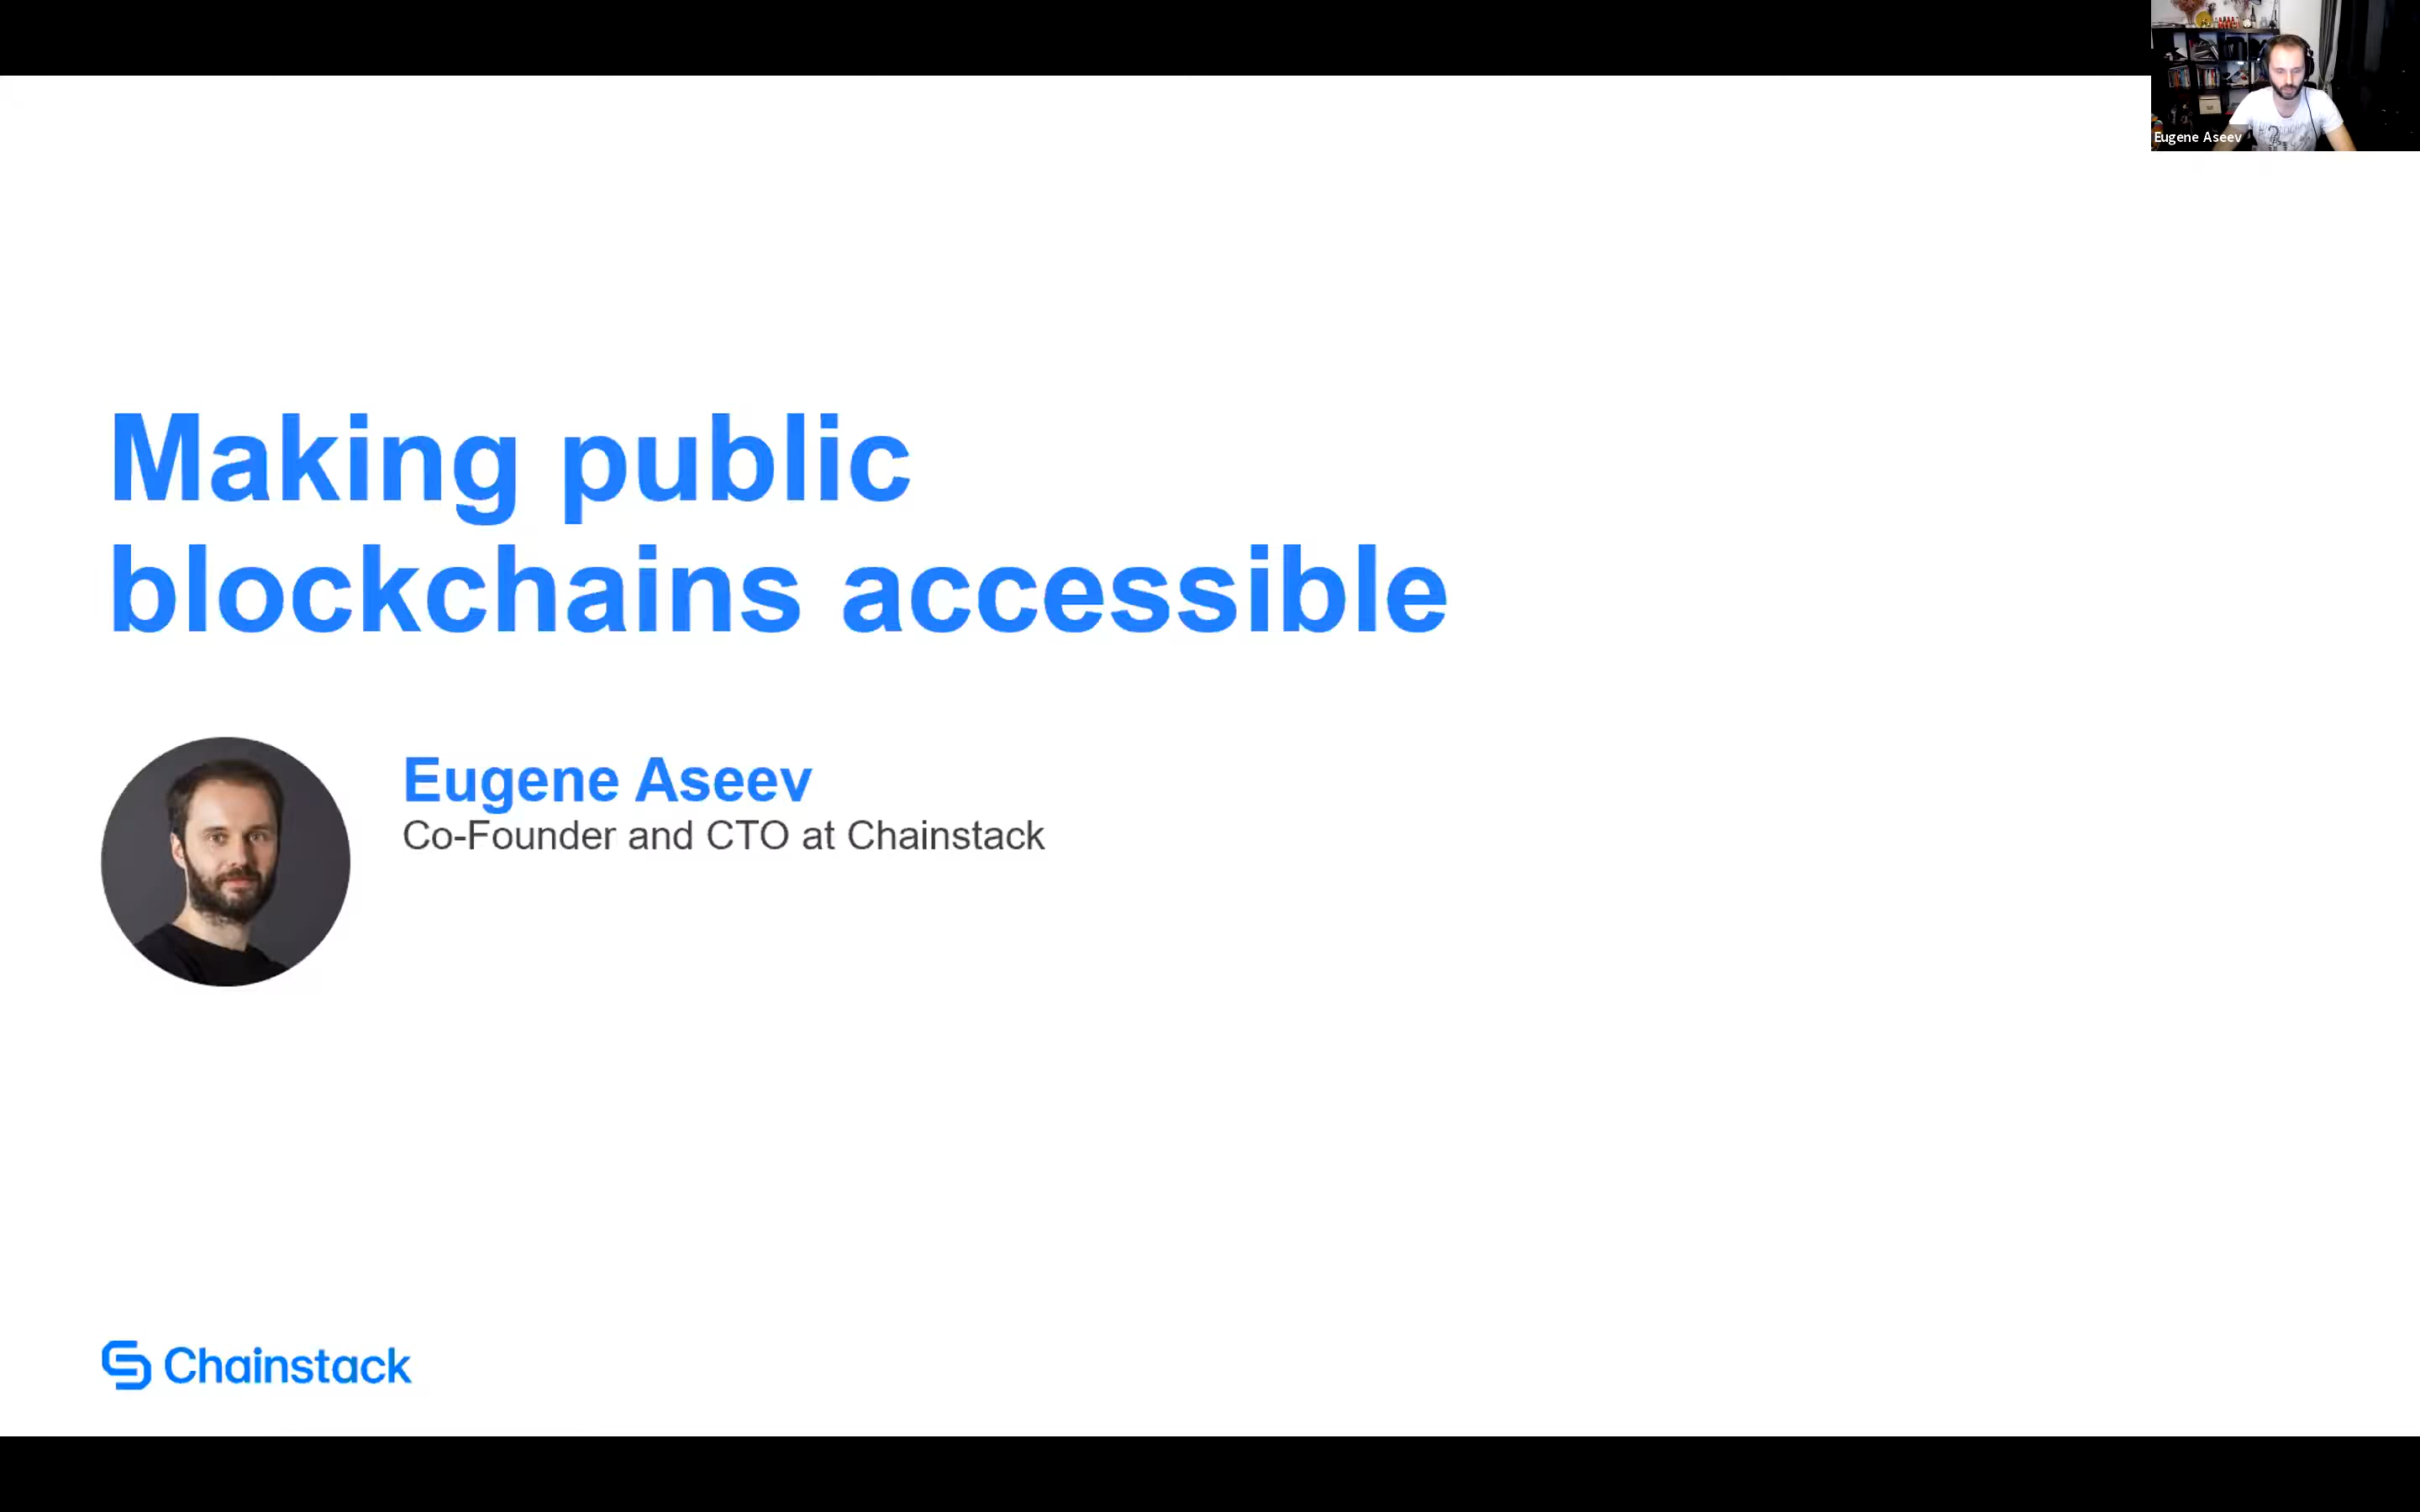 Eugene Aseev
Making public
blockchains accessible
Eugene Aseev
Co-Founder and CTO at Chainstack
Chainstack